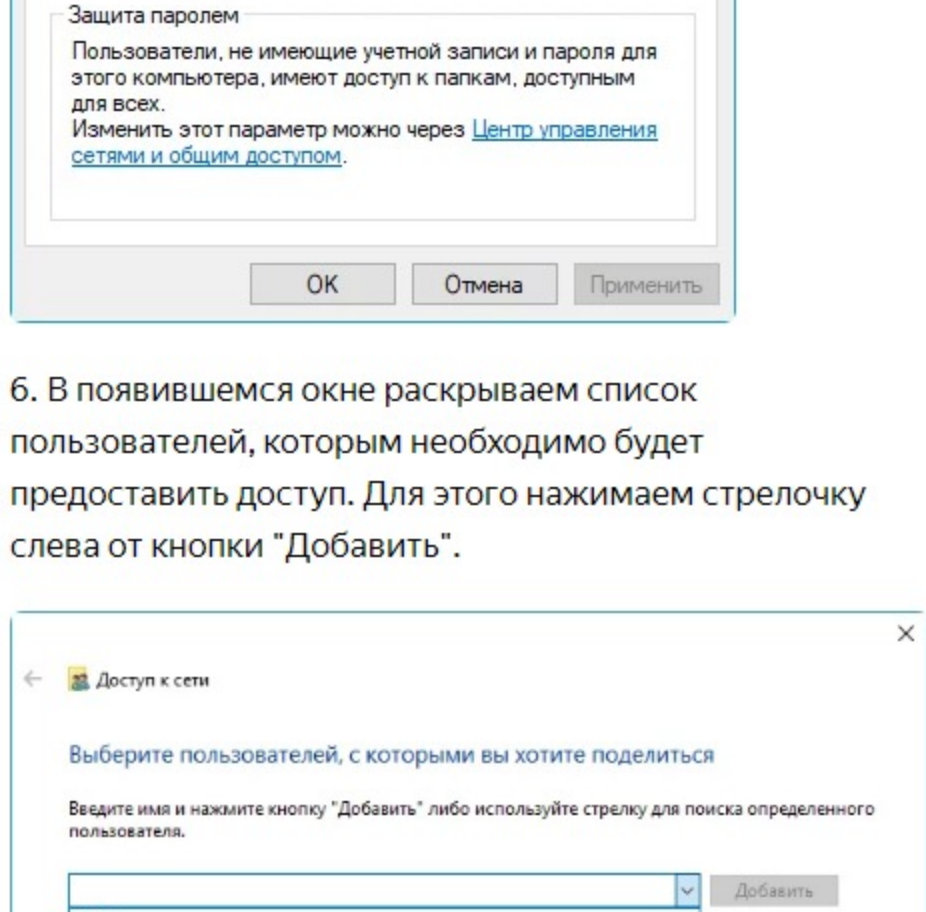 Защита паролем
Пользователи, не имеющие учетной записи и пароля для
этого компьютера, имеют доступ к папкам, доступным
для всех.
Изменить этот параметр можно через Центр управления
сетями и общим доступом.
ОК
Отмена
Применить
6. В появившемся окне раскрываем список
пользователей, которым необходимо будет
предоставить доступ. Для этого нажимаем стрелочку
слева от кнопки "Добавить".
Доступ к сети
Выберите пользователей, с которыми вы хотите поделиться
Введите имя и нажмите кнопку "Добавить" либо используйте стрелку для поиска определенного
пользователя.
Добавить